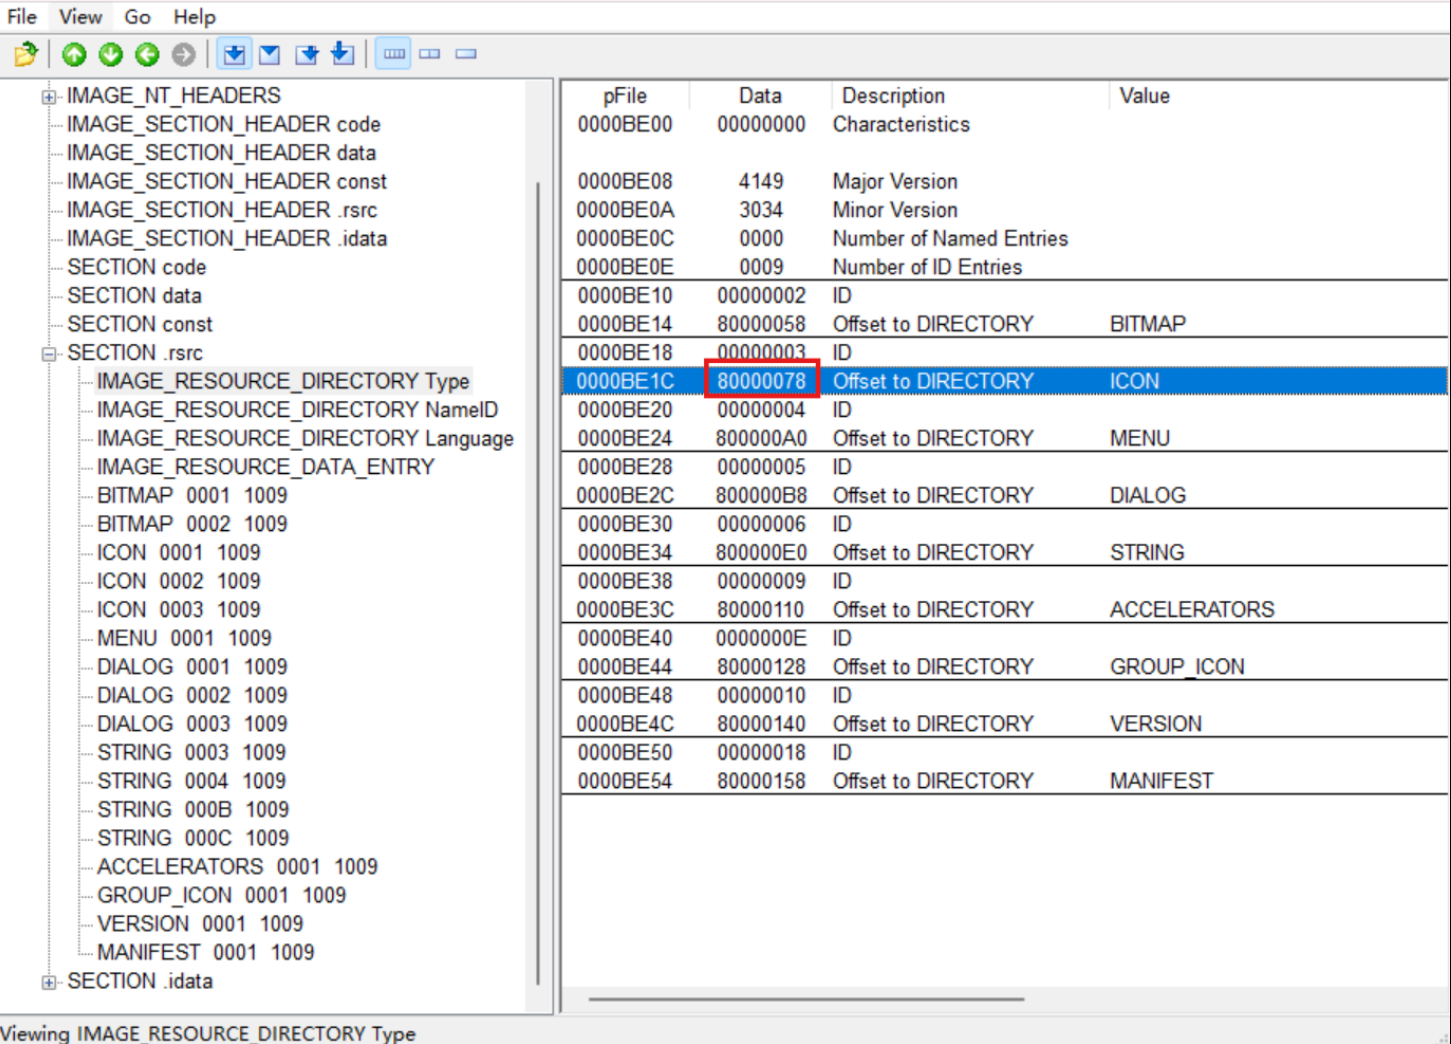 File View Go Help
IMAGE_NT_HEADERS
IMAGE_SECTION_HEADER code
IMAGE_SECTION_HEADER data
IMAGE_SECTION_HEADER const
IMAGE_SECTION_HEADER .rsrc
IMAGE_SECTION_HEADER .idata
SECTION code
SECTION data
SECTION const
SECTION .rsrc
IMAGE_RESOURCE_DIRECTORY Type
IMAGE_RESOURCE_DIRECTORY NameID
IMAGE_RESOURCE_DIRECTORY Language
IMAGE_RESOURCE_DATA_ENTRY
BITMAP 0001 1009
BITMAP 0002 1009
ICON 0001 1009
ICON 0002 1009
ICON 0003 1009
MENU 0001 1009
DIALOG 0001 1009
DIALOG 0002 1009
DIALOG 0003 1009
STRING 0003 1009
STRING 0004 1009
STRING 000B 1009
STRING 000C 1009
ACCELERATORS 0001 1009
GROUP_ICON 0001 1009
VERSION 0001 1009
MANIFEST 0001 1009
SECTION .idata
pFile Data Description Value
0000BE00 00000000 Characteristics
0000BE08 4149 Major Version
0000BE0A 3034 Minor Version
0000BE0C 0000 Number of Named Entries
0000BE0E 0009 Number of ID Entries
0000BE10 00000002 ID
0000BE14 80000058 Offset to DIRECTORY BITMAP
0000BE18 00000003 ID
0000BE1C 80000078 Offset to DIRECTORY ICON
0000BE20 00000004 ID
0000BE24 800000A0 Offset to DIRECTORY MENU
0000BE28 00000005 ID
0000BE2C 800000B8 Offset to DIRECTORY DIALOG
0000BE30 00000006 ID
0000BE34 800000E0 Offset to DIRECTORY STRING
0000BE38 00000009 ID
0000BE3C 80000110 Offset to DIRECTORY ACCELERATORS
0000BE40 0000000E ID
0000BE44 80000128 Offset to DIRECTORY GROUP_ICON
0000BE48 00000010 ID
0000BE4C 80000140 Offset to DIRECTORY VERSION
0000BE50 00000018 ID
0000BE54 80000158 Offset to DIRECTORY MANIFEST
Viewing IMAGE_RESOURCE_DIRECTORY Type